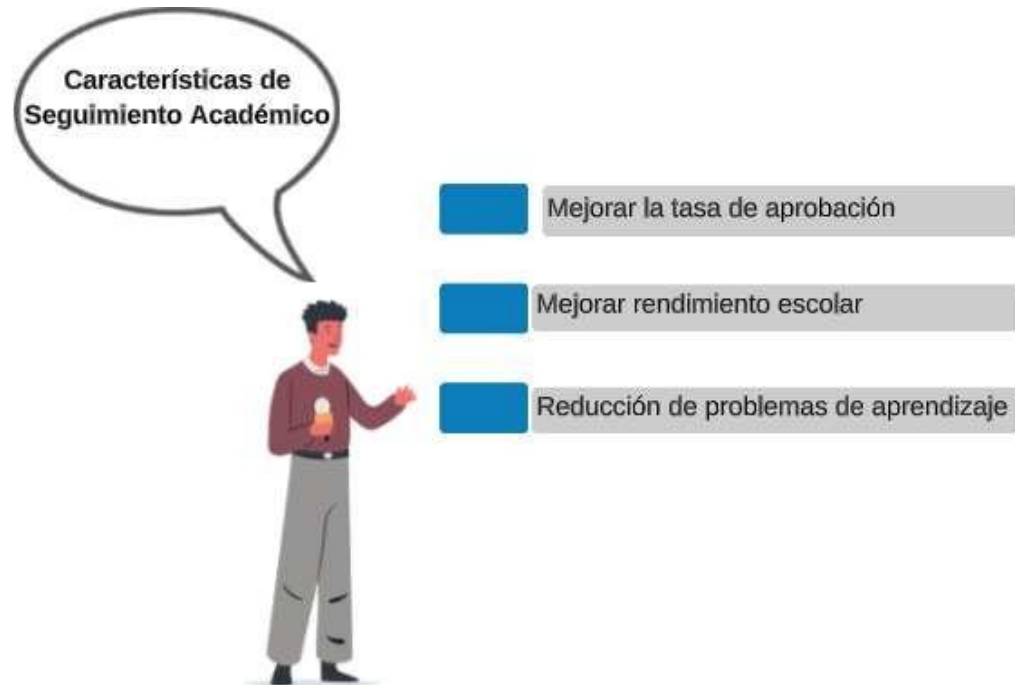 Características de
Seguimiento Académico
Mejorar la tasa de aprobación
Mejorar rendimiento escolar
Reducción de problemas de aprendizaje